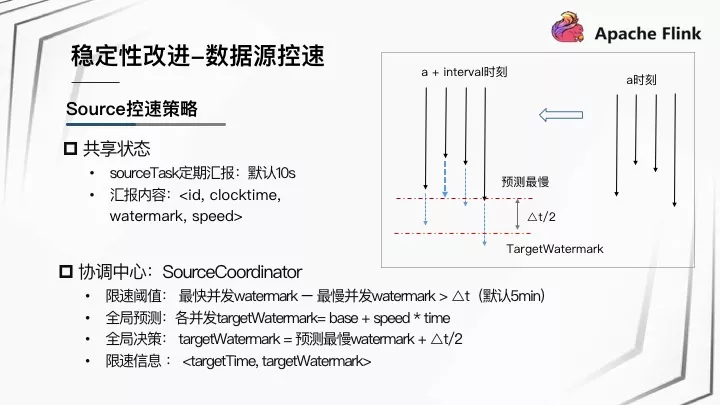 Apache Flink
稳定性改进-数据源控速
Source控速策略
共享状态
• sourceTask定期汇报：默认10s
• 汇报内容：<id, clocktime,
watermark, speed>
a + interval时刻
a时刻
预测最慢
△t/2
TargetWatermark
协调中心：SourceCoordinator
• 限速阈值： 最快并发watermark － 最慢并发watermark > △t（默认5min）
• 全局预测：各并发targetWatermark= base + speed * time
• 全局决策： targetWatermark = 预测最慢watermark + △t/2
• 限速信息 ： <targetTime, targetWatermark>